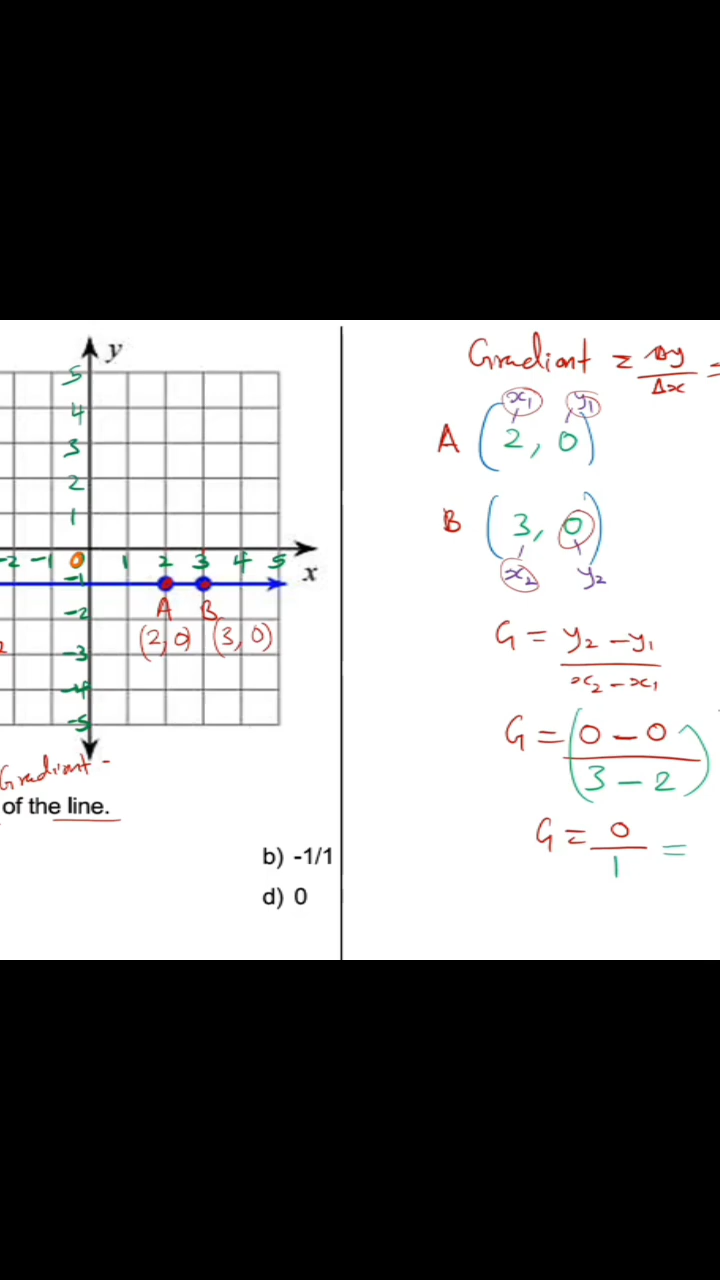 y
5
4
3
2
1
-2 -1 0 1 2 3 4 5
x
-1
A B
-2
(2,0) (3,0)
-3
-4
-5
Gradient -
of the line.
b) -1/1
d) 0
Gradient = Δy/Δx =
x₁ y₁
A (2, 0)
B (3, 0)
x₂ y₂
G = y₂ - y₁
x₂ - x₁
G = (0 - 0
3 - 2)
G = 0
1 =